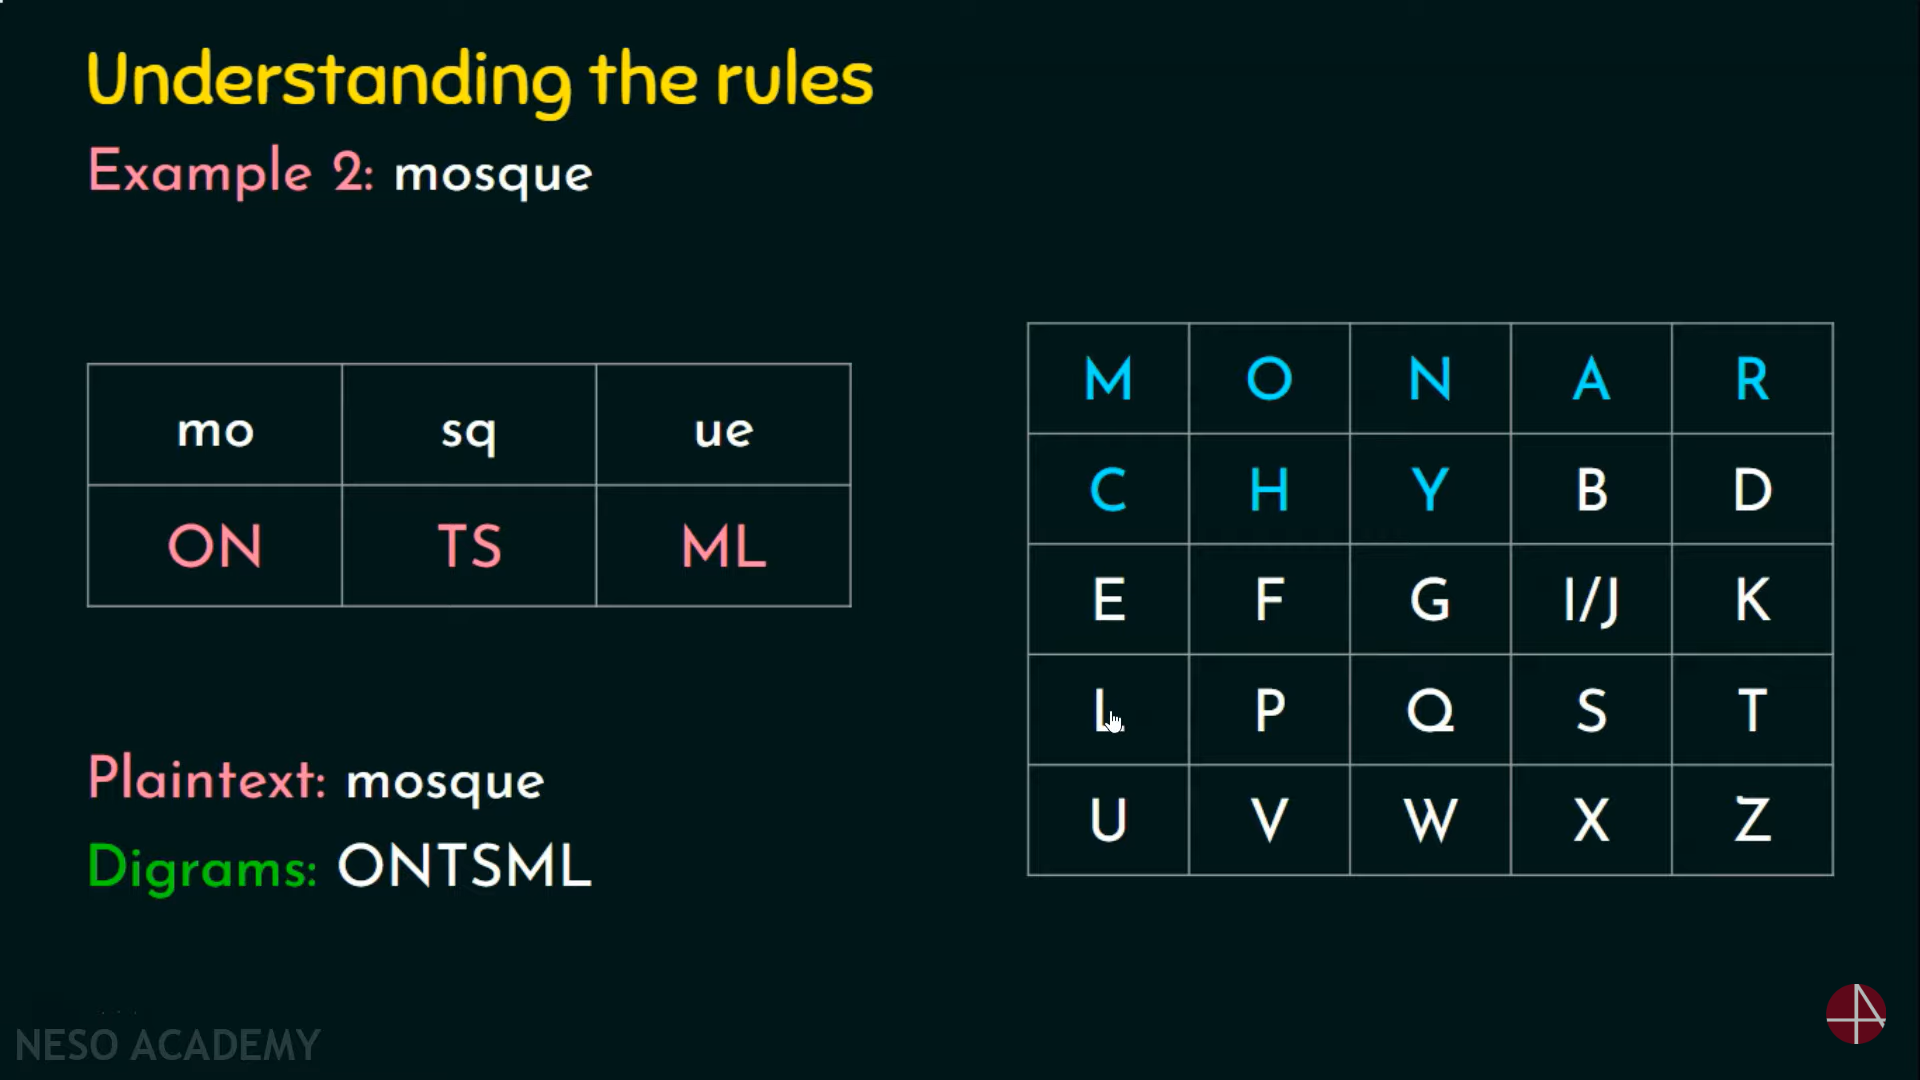 Understanding the rules
Example 2: mosque
mo sq ue
ON TS ML
Plaintext: mosque
Digrams: ONTSML
M O N A R
C H Y B D
E F G I/J K
L P Q S T
U V W X Z
NESO ACADEMY